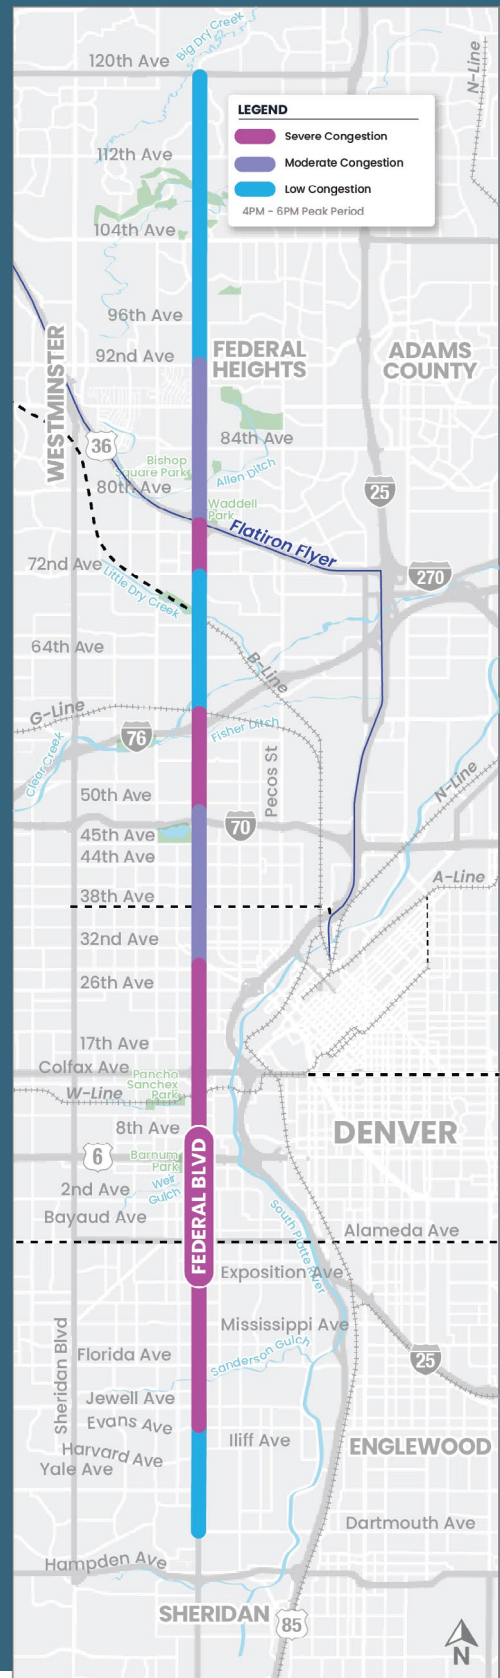 Big Dry Creek
120th Ave
N-Line
LEGEND
Severe Congestion
Moderate Congestion
Low Congestion
4PM - 6PM Peak Period
112th Ave
104th Ave
96th Ave
92nd Ave
FEDERAL
HEIGHTS
ADAMS
COUNTY
WESTMINSTER
36
84th Ave
Bishop
Square Park
Allen Ditch
80th Ave
25
Waddell
Park
Flatiron Flyer
72nd Ave
270
Little Dry Creek
64th Ave
B-Line
G-Line
76
Fisher Ditch
Clear Creek
Pecos St
N-Line
50th Ave
45th Ave
70
44th Ave
A-Line
38th Ave
32nd Ave
26th Ave
17th Ave
Colfax Ave
Pancho
Sanchex
Park
W-Line
8th Ave
DENVER
6
Barnum
Park
FEDERAL BLVD
2nd Ave
Weir
Gulch
Bayaud Ave
South Platte River
Alameda Ave
Exposition Ave
Mississippi Ave
Sheridan Blvd
Florida Ave
Sanderson Gulch
25
Jewell Ave
Evans Ave
Iliff Ave
Harvard Ave
Yale Ave
ENGLEWOOD
Dartmouth Ave
Hampden Ave
SHERIDAN
85
N